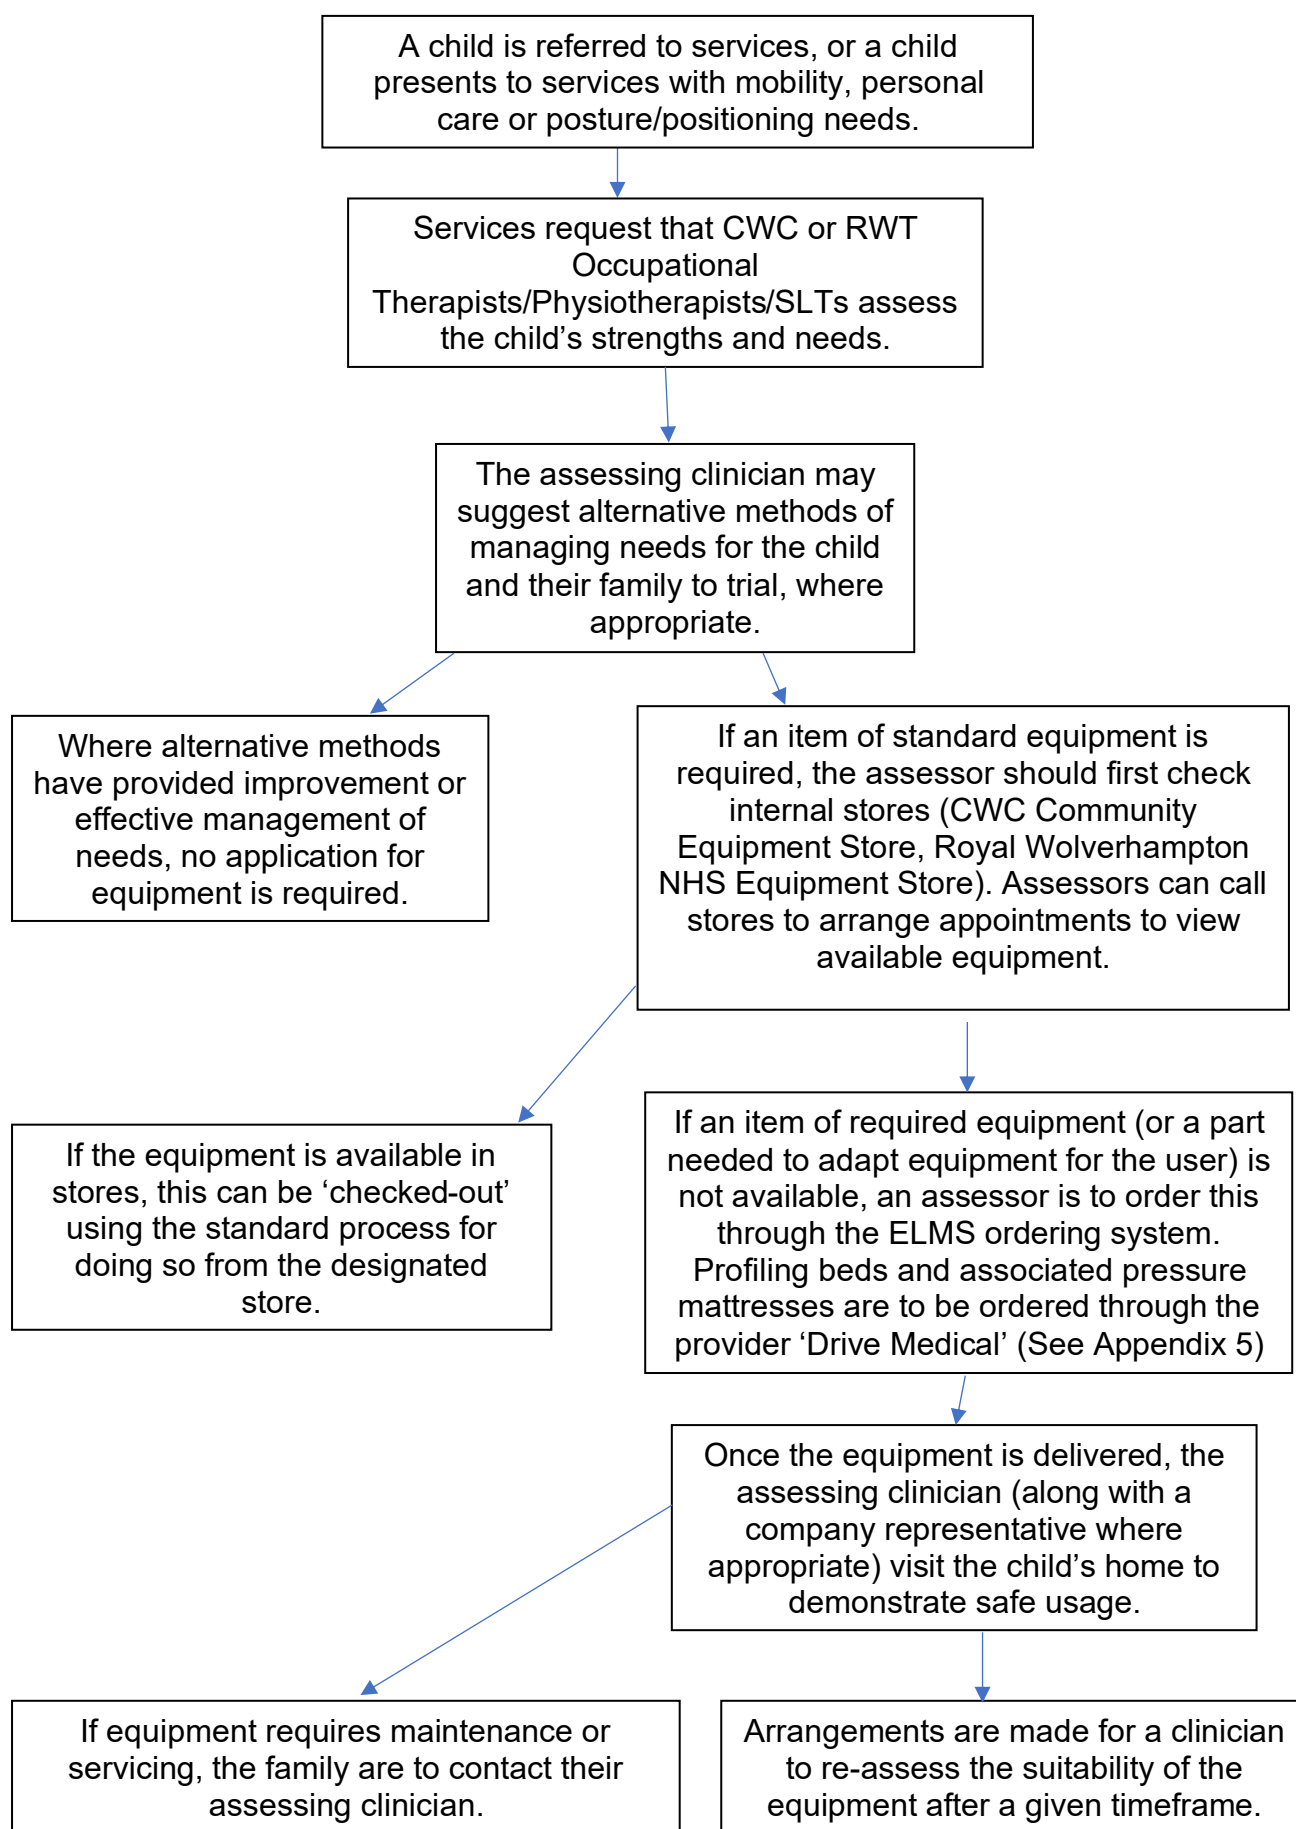 A child is referred to services, or a child
presents to services with mobility, personal
care or posture/positioning needs.
Services request that CWC or RWT
Occupational
Therapists/Physiotherapists/SLTs assess
the child’s strengths and needs.
The assessing clinician may
suggest alternative methods of
managing needs for the child
and their family to trial, where
appropriate.
Where alternative methods
have provided improvement or
effective management of
needs, no application for
equipment is required.
If an item of standard equipment is
required, the assessor should first check
internal stores (CWC Community
Equipment Store, Royal Wolverhampton
NHS Equipment Store). Assessors can call
stores to arrange appointments to view
available equipment.
If the equipment is available in
stores, this can be ‘checked-out’
using the standard process for
doing so from the designated
store.
If an item of required equipment (or a part
needed to adapt equipment for the user) is
not available, an assessor is to order this
through the ELMS ordering system.
Profiling beds and associated pressure
mattresses are to be ordered through the
provider ‘Drive Medical’ (See Appendix 5)
Once the equipment is delivered, the
assessing clinician (along with a
company representative where
appropriate) visit the child’s home to
demonstrate safe usage.
If equipment requires maintenance or
servicing, the family are to contact their
assessing clinician.
Arrangements are made for a clinician
to re-assess the suitability of the
equipment after a given timeframe.